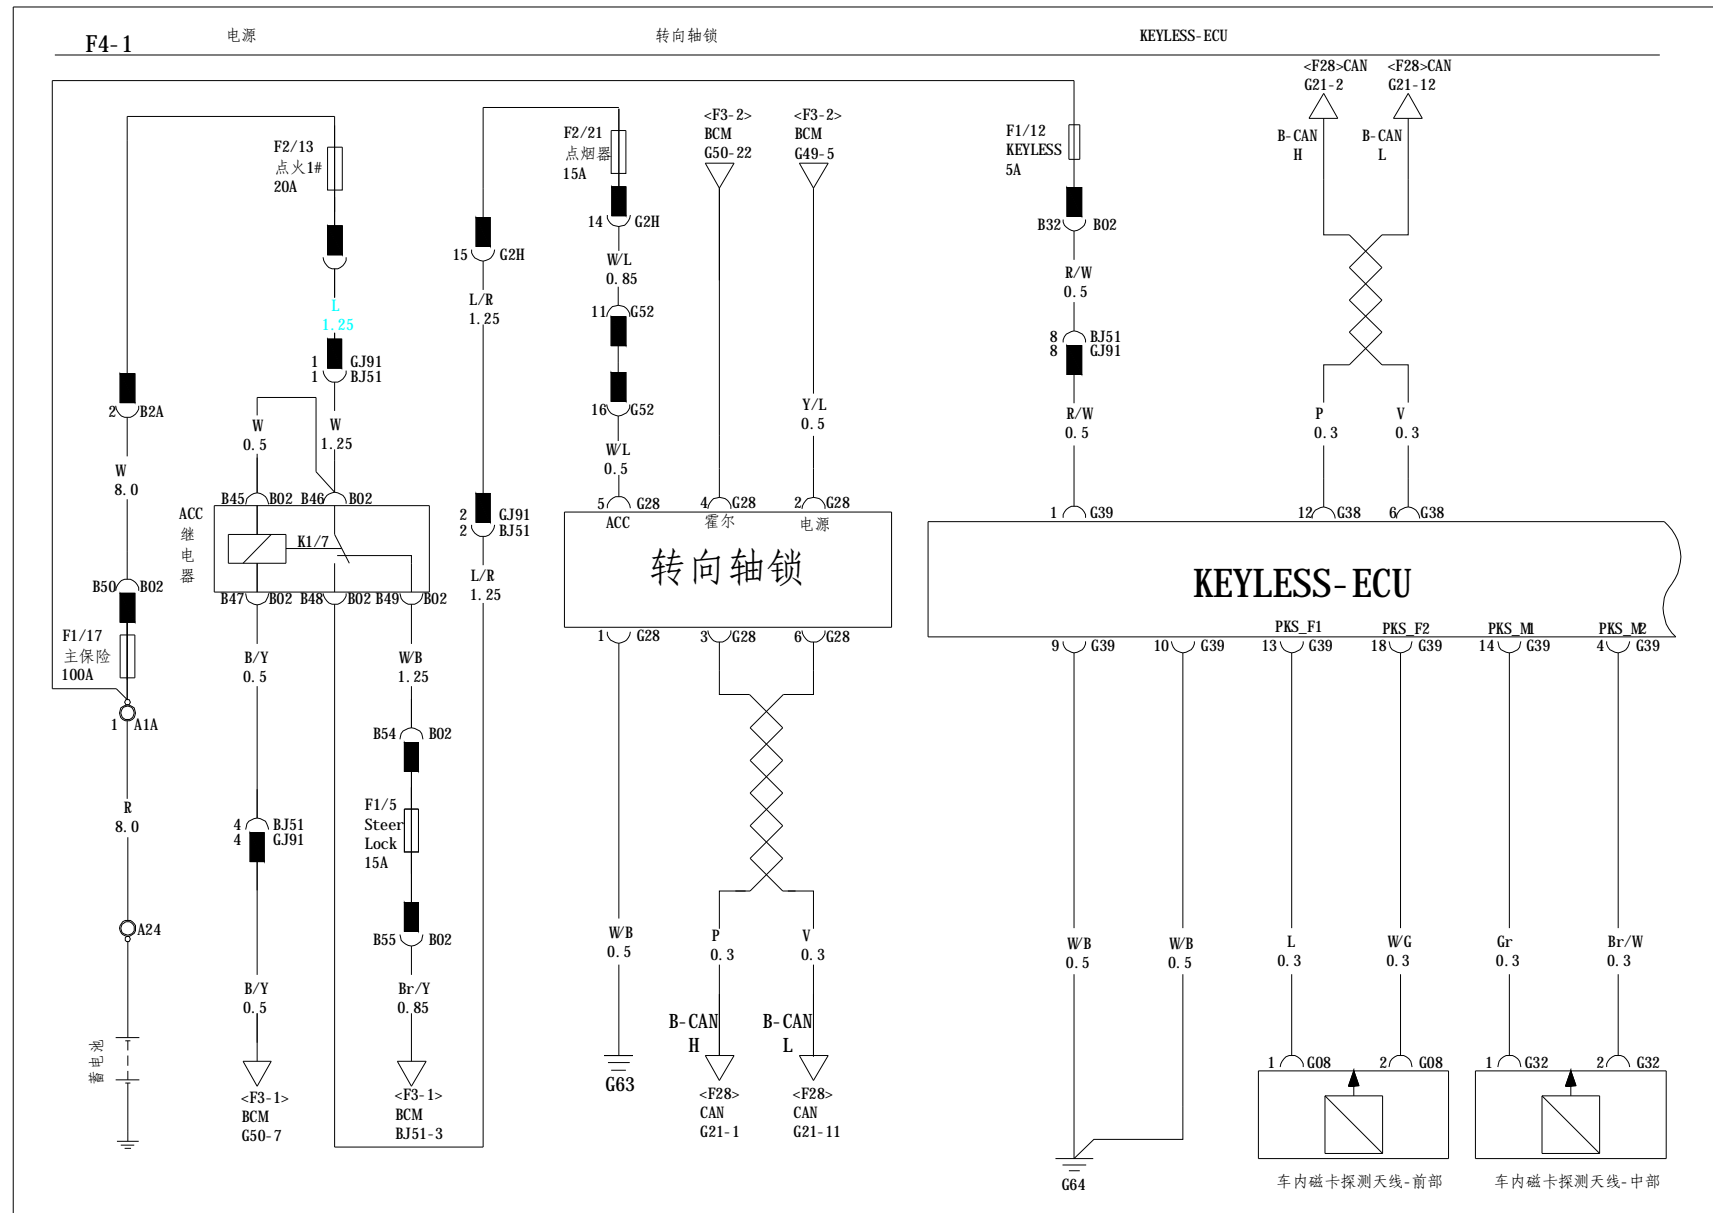 F4-1
电源
转向轴锁
KEYLESS-ECU
<F28>CAN
G21-2
<F28>CAN
G21-12
B-CAN
H
B-CAN
L
F2/13
点火1#
20A
F2/21
点烟器
15A
<F3-2>
BCM
G50-22
<F3-2>
BCM
G49-5
F1/12
KEYLESS
5A
14 G2H
15 G2H
B32 B02
W/L
0.85
R/W
0.5
L
1.25
L/R
1.25
11 G52
1 GJ91
1 BJ51
8 BJ51
8 GJ91
2 B2A
16 G52
W
0.5
W
1.25
W/L
0.5
Y/L
0.5
R/W
0.5
P
0.3
V
0.3
W
8.0
B45 B02
B46 B02
5 G28
4 G28
2 G28
1 G39
12 G38
6 G38
ACC
继
电
器
K1/7
2 GJ91
2 BJ51
ACC
霍尔
电源
转向轴锁
KEYLESS-ECU
L/R
1.25
B50 B02
B47 B02
B48 B02
B49 B02
F1/17
主保险
100A
1 G28
3 G28
6 G28
PKS_F1
PKS_F2
PKS_M1
PKS_M2
9 G39
10 G39
13 G39
18 G39
14 G39
4 G39
B/Y
0.5
W/B
1.25
1 A1A
B54 B02
R
8.0
4 BJ51
4 GJ91
F1/5
Steer
Lock
15A
A24
B55 B02
W/B
0.5
P
0.3
V
0.3
W/B
0.5
W/B
0.5
L
0.3
W/G
0.3
Gr
0.3
Br/W
0.3
B/Y
0.5
Br/Y
0.85
B-CAN
H
B-CAN
L
蓄电池
G63
1 G08
2 G08
1 G32
2 G32
<F3-1>
BCM
G50-7
<F3-1>
BCM
BJ51-3
<F28>
CAN
G21-1
<F28>
CAN
G21-11
G64
车内磁卡探测天线-前部
车内磁卡探测天线-中部